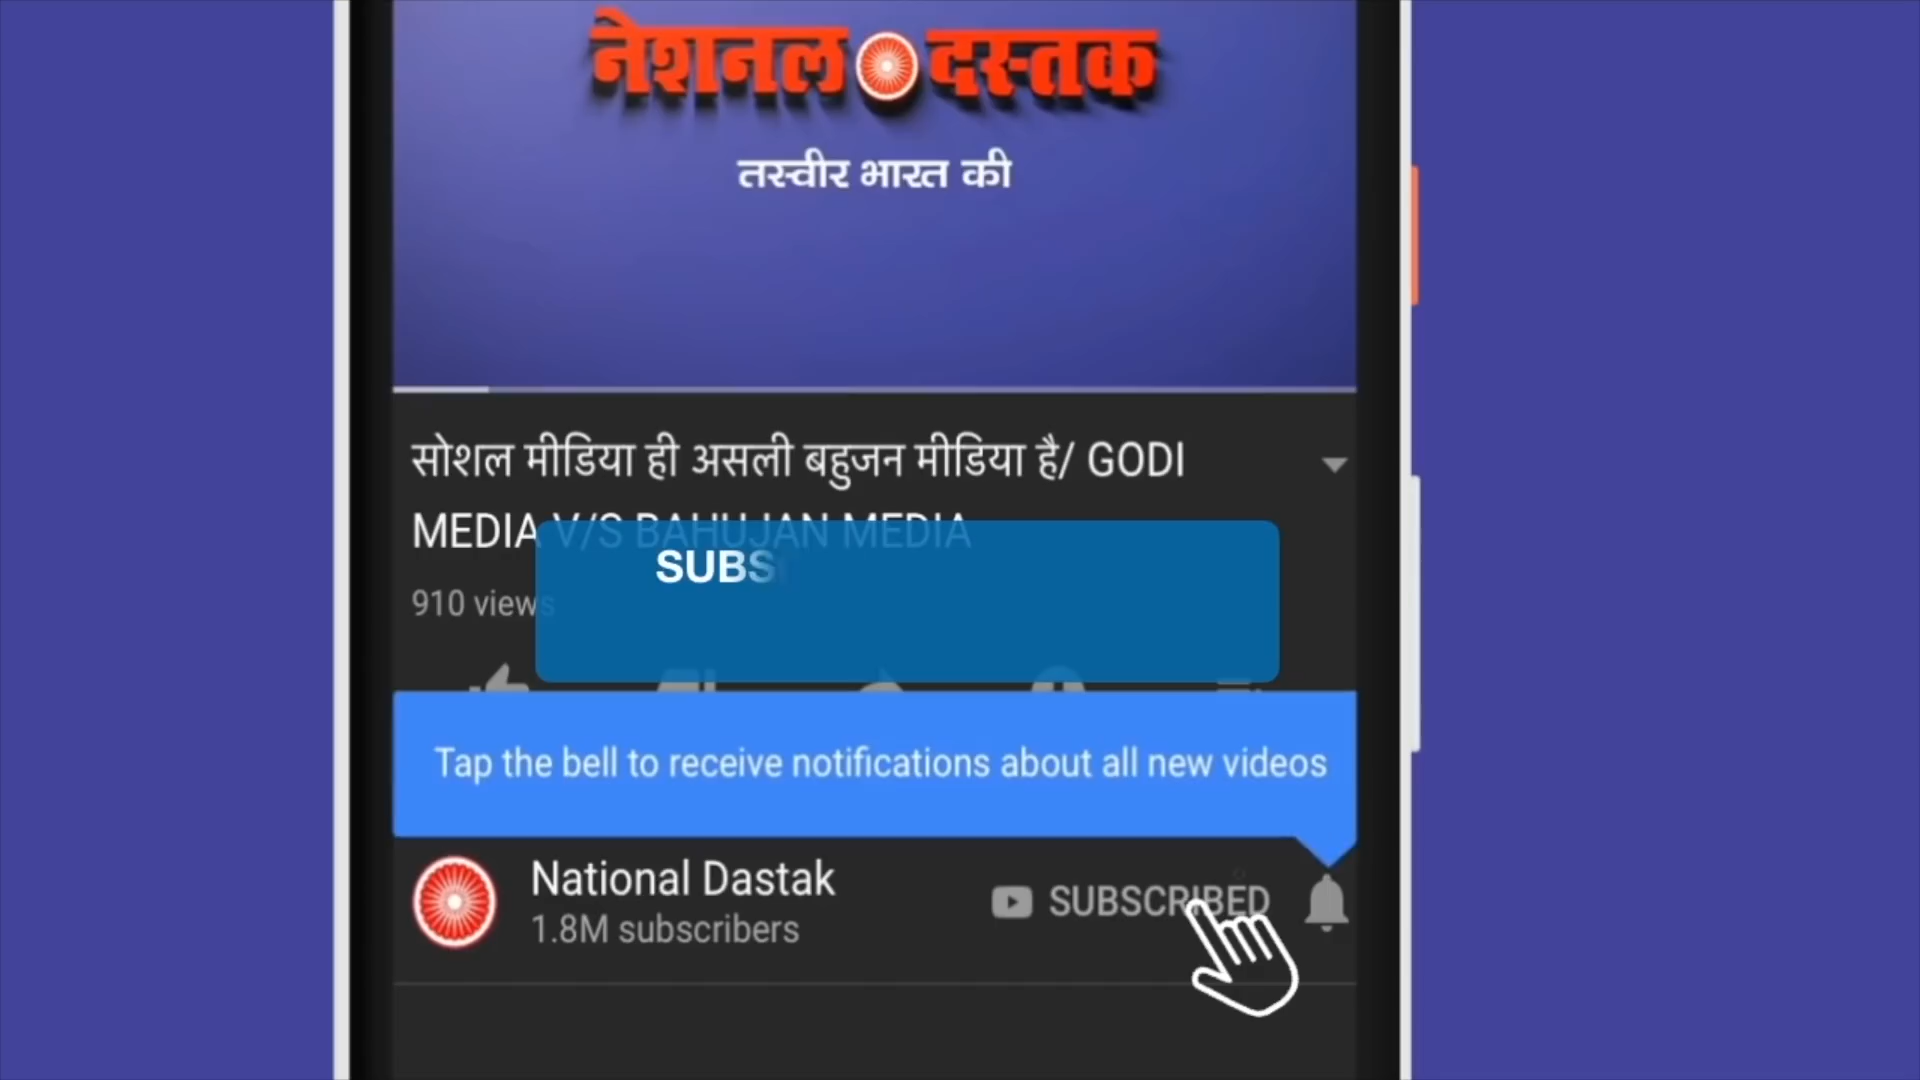 नेशनल दस्तक
तस्वीर भारत की
सोशल मीडिया ही असली बहुजन मीडिया है/ GODI
MEDIA V/S BAHUJAN MEDIA
SUBS
910 views
Tap the bell to receive notifications about all new videos
National Dastak
SUBSCRIBED
1.8M subscribers